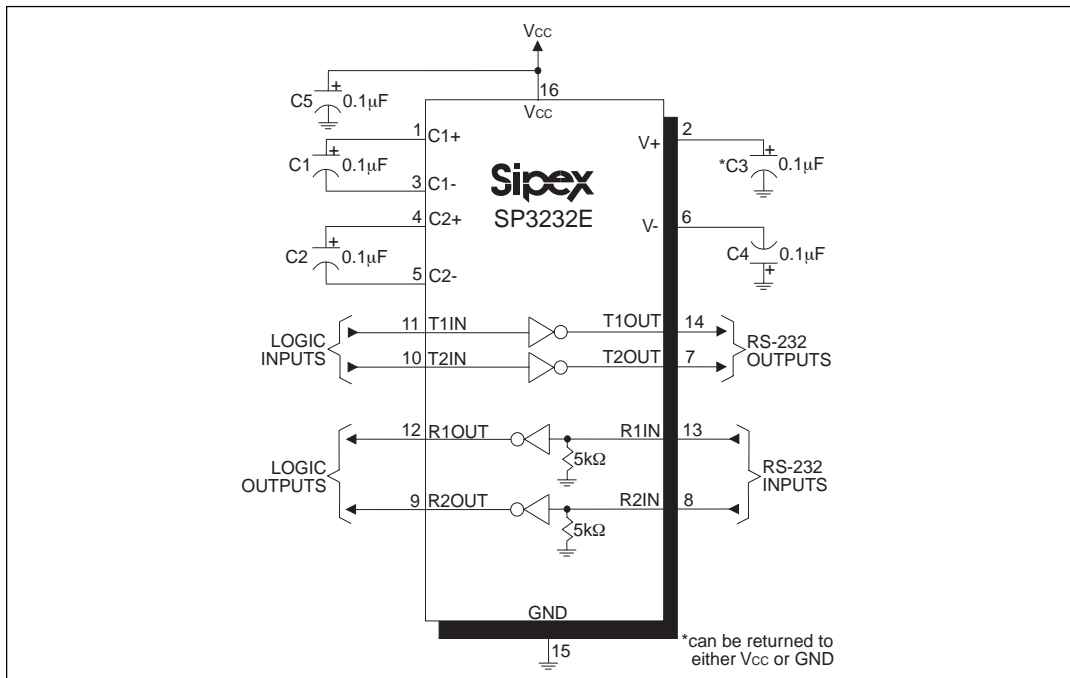 VCC
16
VCC
C5
+
0.1µF
1
C1+
C1
+
0.1µF
3
C1-
4
C2+
C2
+
0.1µF
5
C2-
Sipex
SP3232E
V+
2
*C3
+
0.1µF
V-
6
C4
0.1µF
+
LOGIC
INPUTS
11
T1IN
T1OUT
14
10
T2IN
T2OUT
7
RS-232
OUTPUTS
LOGIC
OUTPUTS
12
R1OUT
R1IN
13
5kΩ
9
R2OUT
R2IN
8
5kΩ
RS-232
INPUTS
GND
15
*can be returned to
either VCC or GND